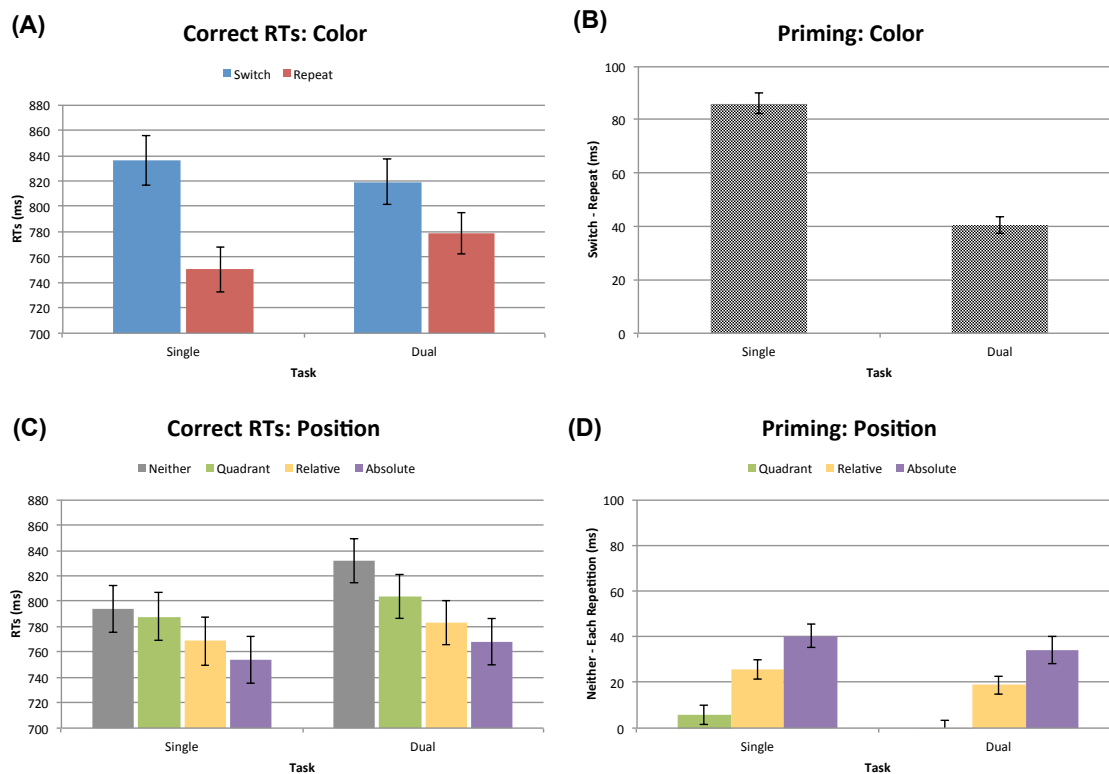 (A)
Correct RTs: Color
Switch Repeat
880
860
840
820
800
780
760
740
720
700
RTs (ms)
Single Dual
Task
(B)
Priming: Color
100
80
60
40
20
0
Switch - Repeat (ms)
Single Dual
Task
(C)
Correct RTs: Position
Neither Quadrant Relative Absolute
880
860
840
820
800
780
760
740
720
700
RTs (ms)
Single Dual
Task
(D)
Priming: Position
Quadrant Relative Absolute
100
80
60
40
20
0
Neither - Each Repetition (ms)
Single Dual
Task